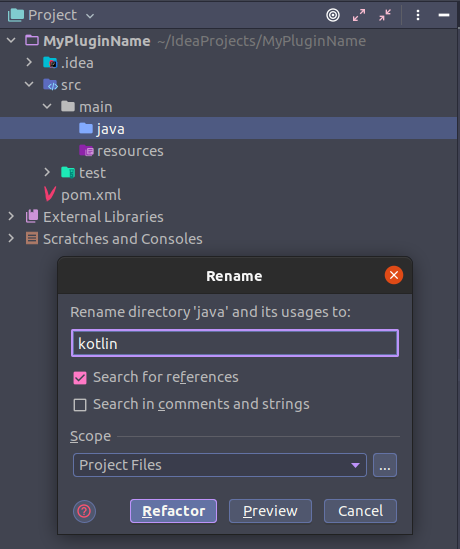 Project
MyPluginName ~/IdeaProjects/MyPluginName
.idea
src
main
java
resources
test
pom.xml
External Libraries
Scratches and Consoles
Rename
Rename directory 'java' and its usages to:
kotlin
Search for references
Search in comments and strings
Scope
Project Files ...
? Refactor Preview Cancel